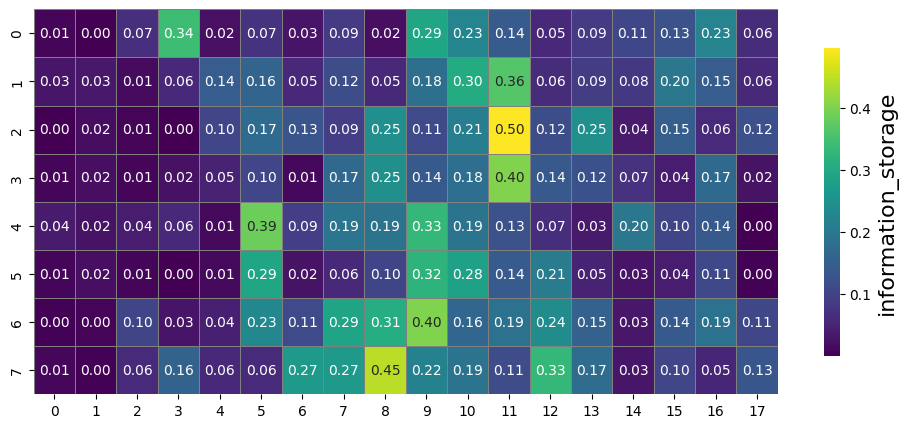 0 0.01 0.00 0.07 0.34 0.02 0.07 0.03 0.09 0.02 0.29 0.23 0.14 0.05 0.09 0.11 0.13 0.23 0.06
1 0.03 0.03 0.01 0.06 0.14 0.16 0.05 0.12 0.05 0.18 0.30 0.36 0.06 0.09 0.08 0.20 0.15 0.06
2 0.00 0.02 0.01 0.00 0.10 0.17 0.13 0.09 0.25 0.11 0.21 0.50 0.12 0.25 0.04 0.15 0.06 0.12
3 0.01 0.02 0.01 0.02 0.05 0.10 0.01 0.17 0.25 0.14 0.18 0.40 0.14 0.12 0.07 0.04 0.17 0.02
4 0.04 0.02 0.04 0.06 0.01 0.39 0.09 0.19 0.19 0.33 0.19 0.13 0.07 0.03 0.20 0.10 0.14 0.00
5 0.01 0.02 0.01 0.00 0.01 0.29 0.02 0.06 0.10 0.32 0.28 0.14 0.21 0.05 0.03 0.04 0.11 0.00
6 0.00 0.00 0.10 0.03 0.04 0.23 0.11 0.29 0.31 0.40 0.16 0.19 0.24 0.15 0.03 0.14 0.19 0.11
7 0.01 0.00 0.06 0.16 0.06 0.06 0.27 0.27 0.45 0.22 0.19 0.11 0.33 0.17 0.03 0.10 0.05 0.13
0 1 2 3 4 5 6 7 8 9 10 11 12 13 14 15 16 17
0.4
0.3
0.2
0.1
information_storage